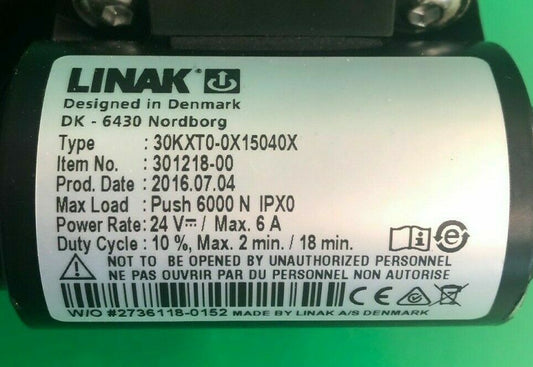 LINAK®
Designed in Denmark
DK - 6430 Nordborg
Type : 30KXT0-0X15040X
Item No. : 301218-00
Prod. Date : 2016.07.04
Max Load : Push 6000 N IPX0
Power Rate: 24 V⎓ / Max. 6 A
Duty Cycle : 10 %, Max. 2 min. / 18 min.
NOT TO BE OPENED BY UNAUTHORIZED PERSONNEL
NE PAS OUVRIR PAR DU PERSONNEL NON AUTORISE
CE
W/O #2736118-0152 MADE BY LINAK A/S DENMARK